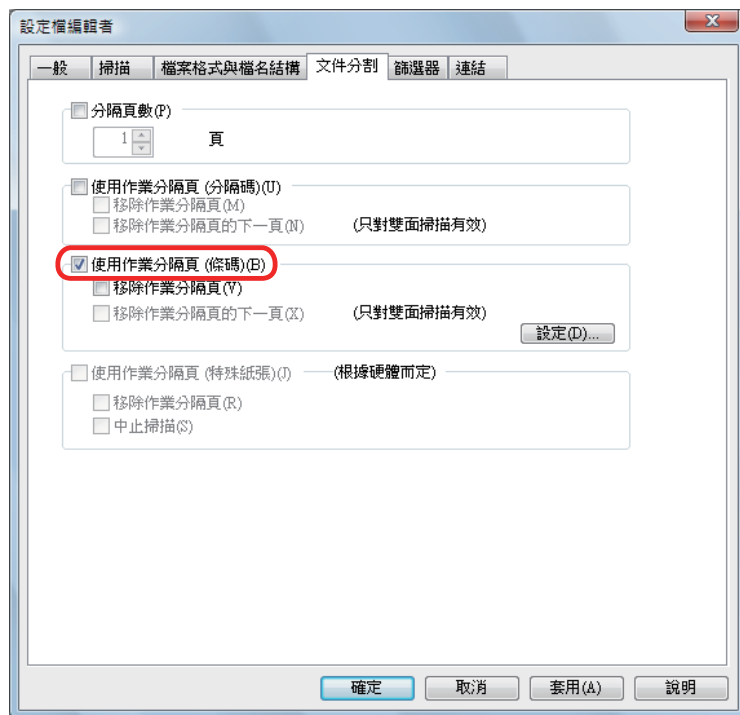 設定檔編輯者
一般 掃描 檔案格式與檔名結構 文件分割 篩選器 連結
分隔頁數(P)
1 頁
使用作業分隔頁 (分隔碼)(U)
移除作業分隔頁(M)
移除作業分隔頁的下一頁(N) (只對雙面掃描有效)
使用作業分隔頁 (條碼)(B)
移除作業分隔頁(V)
移除作業分隔頁的下一頁(X) (只對雙面掃描有效)
設定(D)...
使用作業分隔頁 (特殊紙張)(J) (根據硬體而定)
移除作業分隔頁(R)
中止掃描(S)
確定 取消 套用(A) 說明